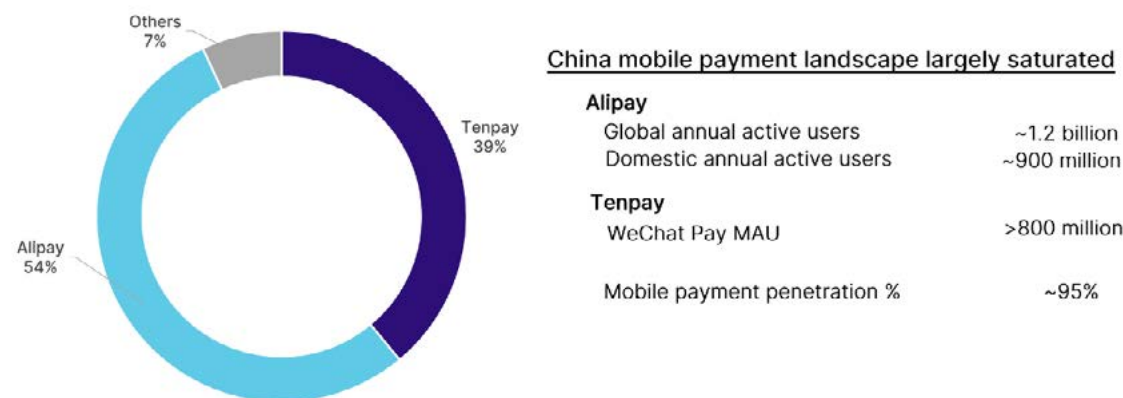 Others
7%
Tenpay
39%
Alipay
54%
China mobile payment landscape largely saturated
Alipay
Global annual active users ~1.2 billion
Domestic annual active users ~900 million
Tenpay
WeChat Pay MAU >800 million
Mobile payment penetration % ~95%